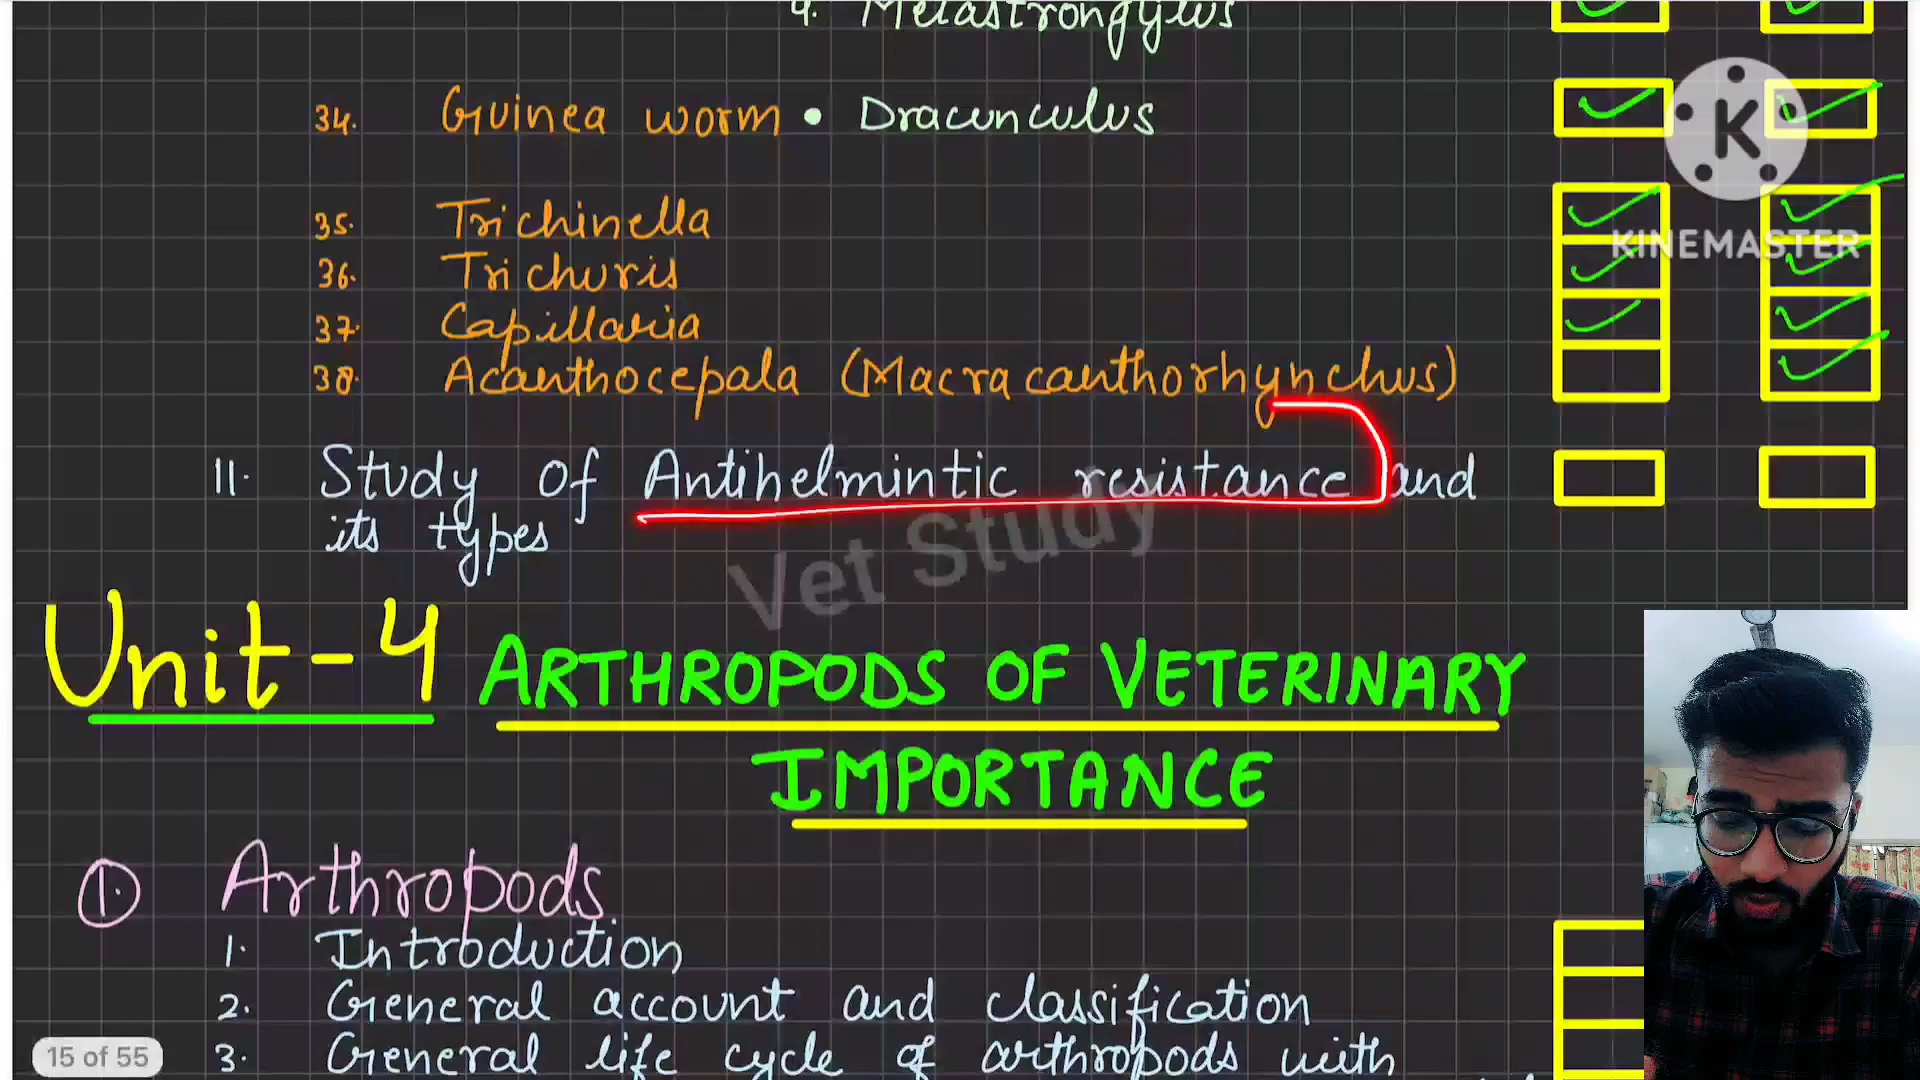 4. Metastrongylus
34. Guinea worm • Dracunculus
K
KINEMASTER
35. Trichinella
36. Trichuris
37. Capillaria
38. Acanthocepala (Macracanthorhynchus)
11. Study of Antihelmintic resistance and
its types
Vet Study
Unit-4 ARTHROPODS OF VETERINARY
IMPORTANCE
1. Arthropods
1. Introduction
2. General account and classification
3. General life cycle of arthropods with
15 of 55